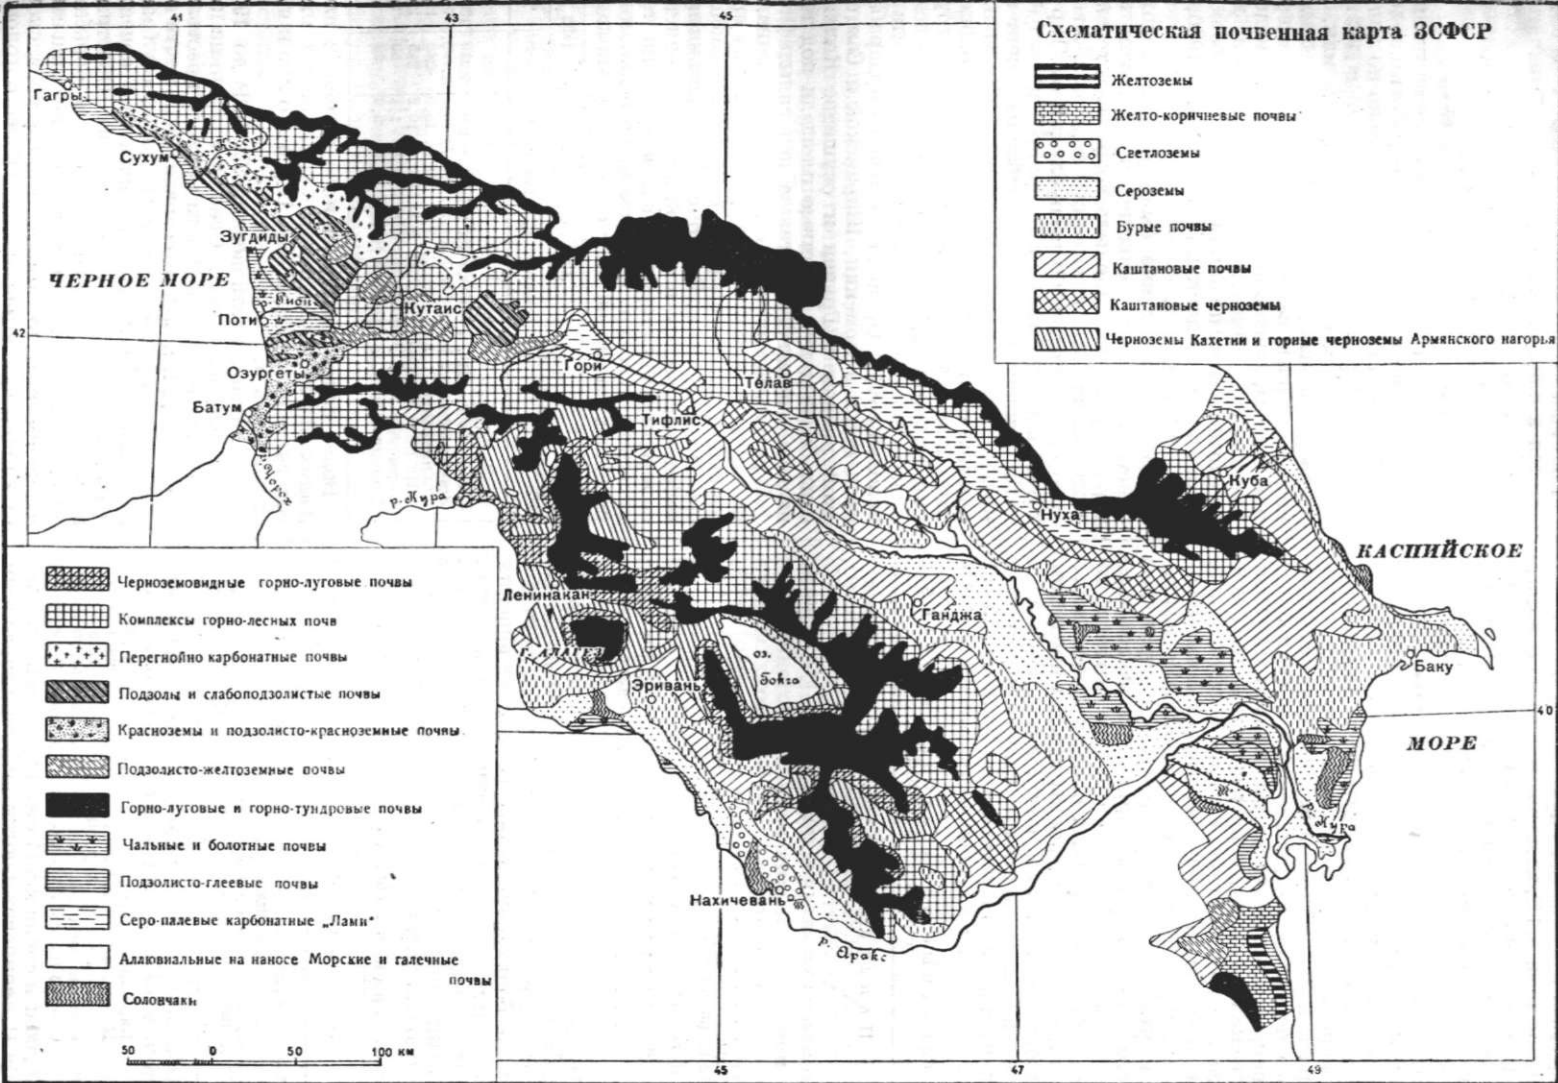 41
43
45
Схематическая почвенная карта ЗСФСР
Желтоземы
Желто-коричневые почвы
Светлоземы
Сероземы
Бурые почвы
Каштановые почвы
Каштановые черноземы
Черноземы Кахетии и горные черноземы Армянского нагорья
Гагры
Сухум
Зугдиды
ЧЕРНОЕ МОРЕ
Рион
Поти
Кутаис
42
Озургеты
Гори
Телав
Батум
Тифлис
Чорох
р. Кура
Куба
Нуха
КАСПИЙСКОЕ
МОРЕ
Ленинакан
Ганджа
г. АЛАГЕЗ
оз.
Гокча
Эривань
Баку
40
р. Кура
Нахичевань
р. Аракс
Черноземовидные горно-луговые почвы
Комплексы горно-лесных почв
Перегнойно карбонатные почвы
Подзолы и слабоподзолистые почвы
Красноземы и подзолисто-красноземные почвы
Подзолисто-желтоземные почвы
Горно-луговые и горно-тундровые почвы
Чальные и болотные почвы
Подзолисто-глеевые почвы
Серо-палевые карбонатные „Лами“
Аллювиальные на наносе Морские и галечные
почвы
Солончаки
50 0 50 100 км
45
47
49